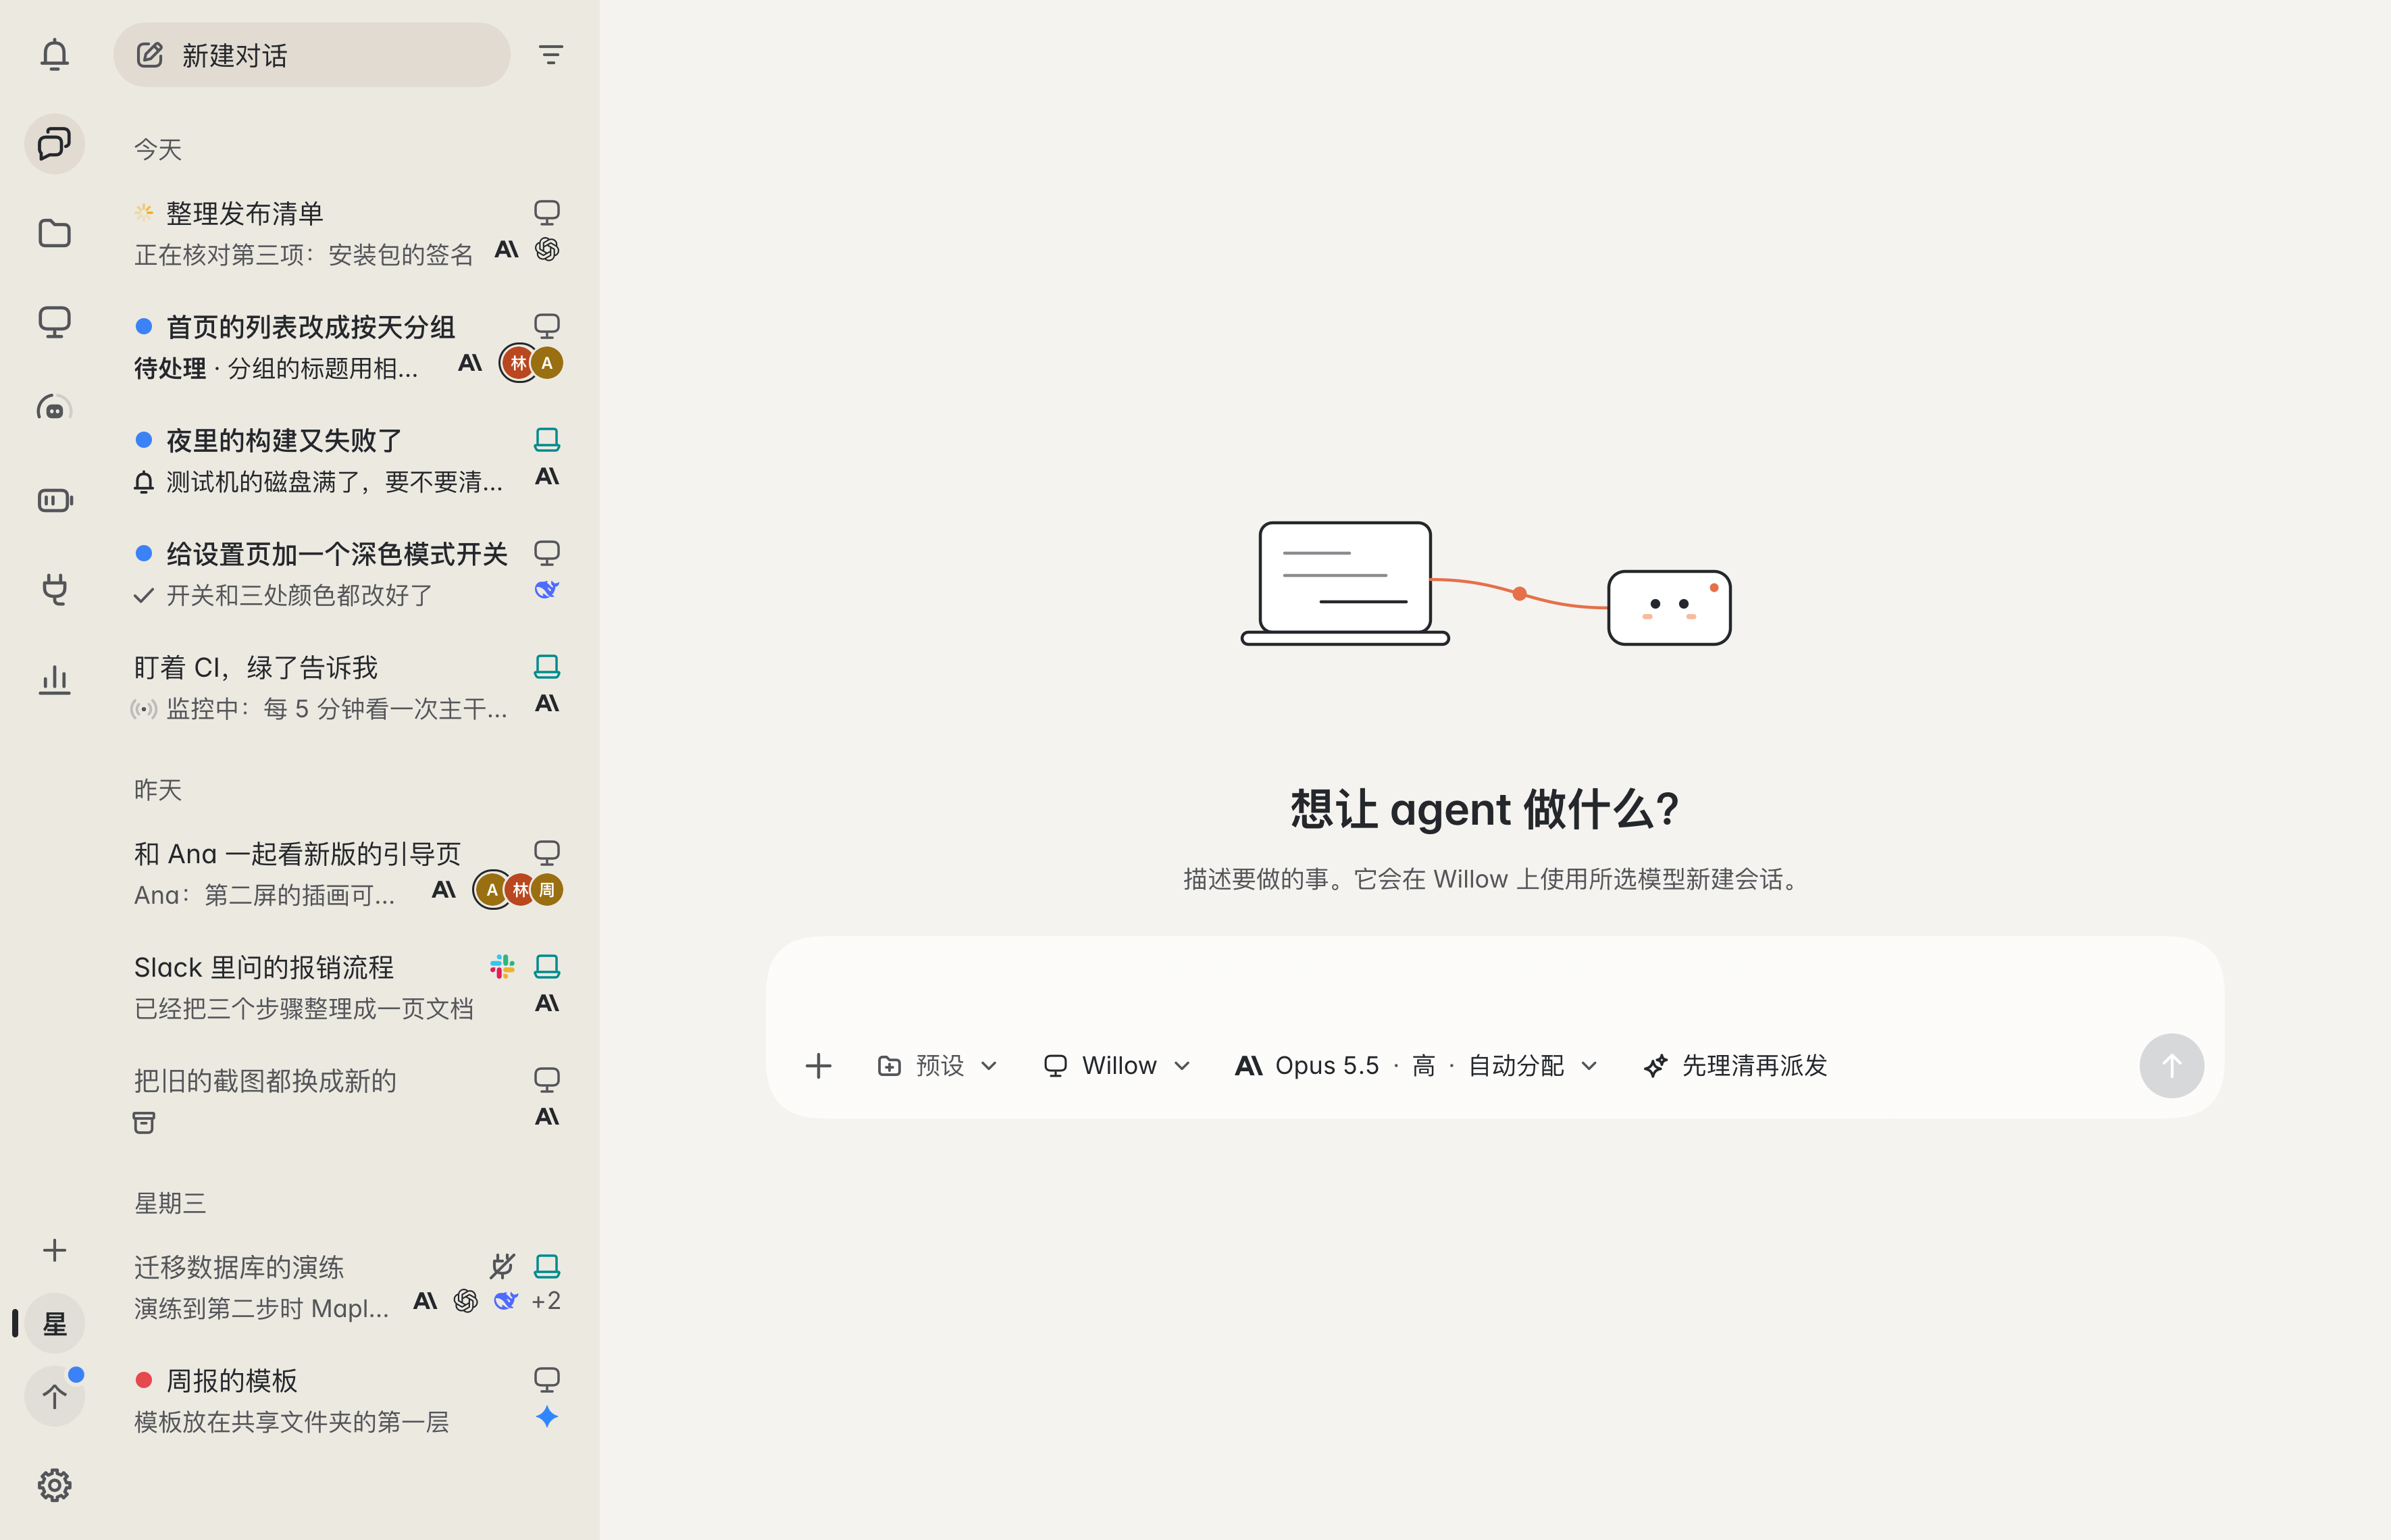 新建对话
今天
整理发布清单
正在核对第三项：安装包的签名
首页的列表改成按天分组
待处理 · 分组的标题用相...
林 A
夜里的构建又失败了
测试机的磁盘满了，要不要清...
给设置页加一个深色模式开关
开关和三处颜色都改好了
盯着 CI，绿了告诉我
监控中：每 5 分钟看一次主干...
昨天
和 Ana 一起看新版的引导页
Ana：第二屏的插画可...
A 林 周
Slack 里问的报销流程
已经把三个步骤整理成一页文档
把旧的截图都换成新的
星期三
迁移数据库的演练
演练到第二步时 Mapl...
+2
周报的模板
模板放在共享文件夹的第一层
星
个
想让 agent 做什么？
描述要做的事。它会在 Willow 上使用所选模型新建会话。
预设 Willow Opus 5.5 · 高 · 自动分配 先理清再派发